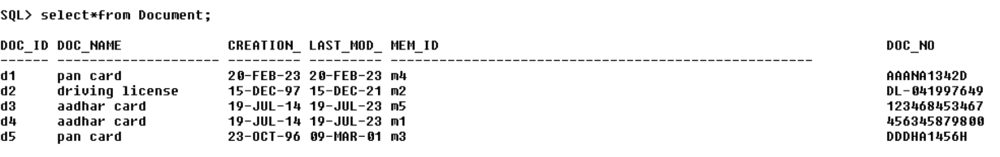 SQL> select*from Document;
DOC_ID DOC_NAME CREATION_ LAST_MOD_ MEM_ID DOC_NO
------ -------------------- --------- --------- ----------------------------------------------------
d1 pan card 20-FEB-23 20-FEB-23 m4 AAANA1342D
d2 driving license 15-DEC-97 15-DEC-21 m2 DL-041997649
d3 aadhar card 19-JUL-14 19-JUL-23 m5 123468453467
d4 aadhar card 19-JUL-14 19-JUL-23 m1 456345879800
d5 pan card 23-OCT-96 09-MAR-01 m3 DDDHA1456H